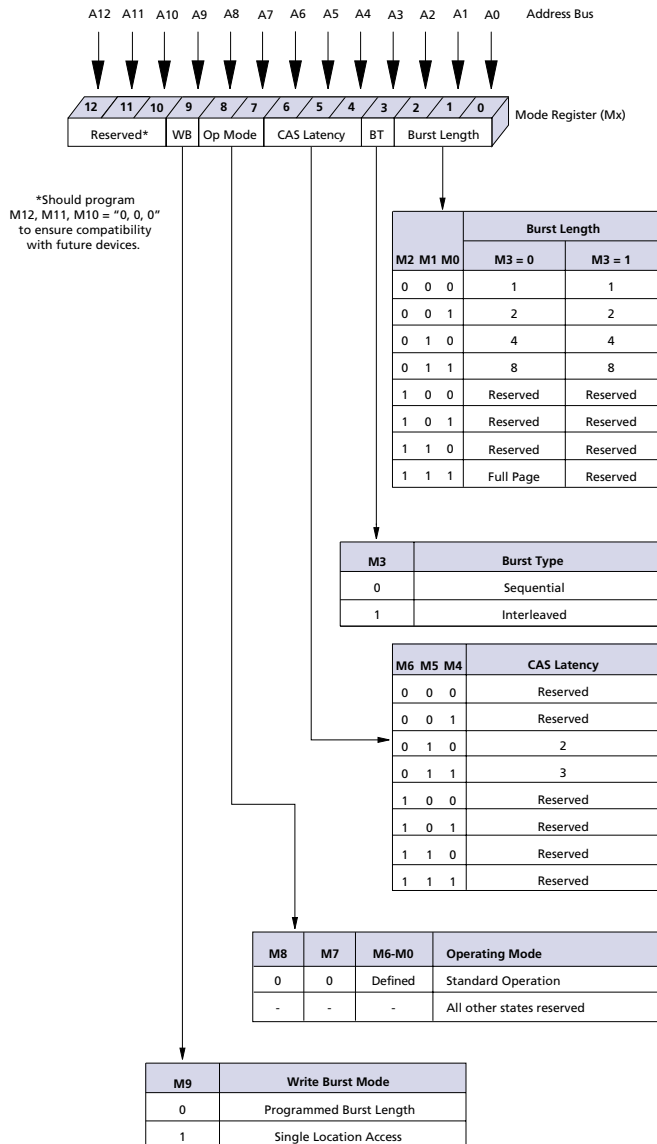 A12 A11 A10 A9 A8 A7 A6 A5 A4 A3 A2 A1 A0 Address Bus
12 11 10 9 8 7 6 5 4 3 2 1 0
Mode Register (Mx)
Reserved* WB Op Mode CAS Latency BT Burst Length
*Should program
M12, M11, M10 = “0, 0, 0”
to ensure compatibility
with future devices.
Burst Length
M2 M1 M0 M3 = 0 M3 = 1
0 0 0 1 1
0 0 1 2 2
0 1 0 4 4
0 1 1 8 8
1 0 0 Reserved Reserved
1 0 1 Reserved Reserved
1 1 0 Reserved Reserved
1 1 1 Full Page Reserved
M3 Burst Type
0 Sequential
1 Interleaved
M6 M5 M4 CAS Latency
0 0 0 Reserved
0 0 1 Reserved
0 1 0 2
0 1 1 3
1 0 0 Reserved
1 0 1 Reserved
1 1 0 Reserved
1 1 1 Reserved
M8 M7 M6-M0 Operating Mode
0 0 Defined Standard Operation
- - - All other states reserved
M9 Write Burst Mode
0 Programmed Burst Length
1 Single Location Access